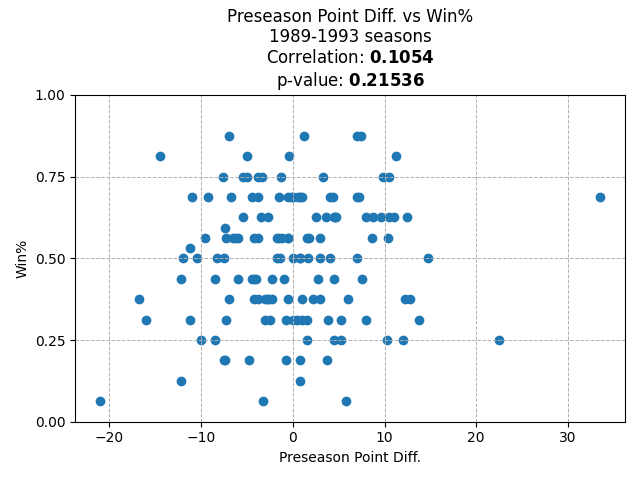 Preseason Point Diff. vs Win%
1989-1993 seasons
Correlation: 0.1054
p-value: 0.21536
1.00
0.75
0.50
0.25
0.00
Win%
−20 −10 0 10 20 30
Preseason Point Diff.